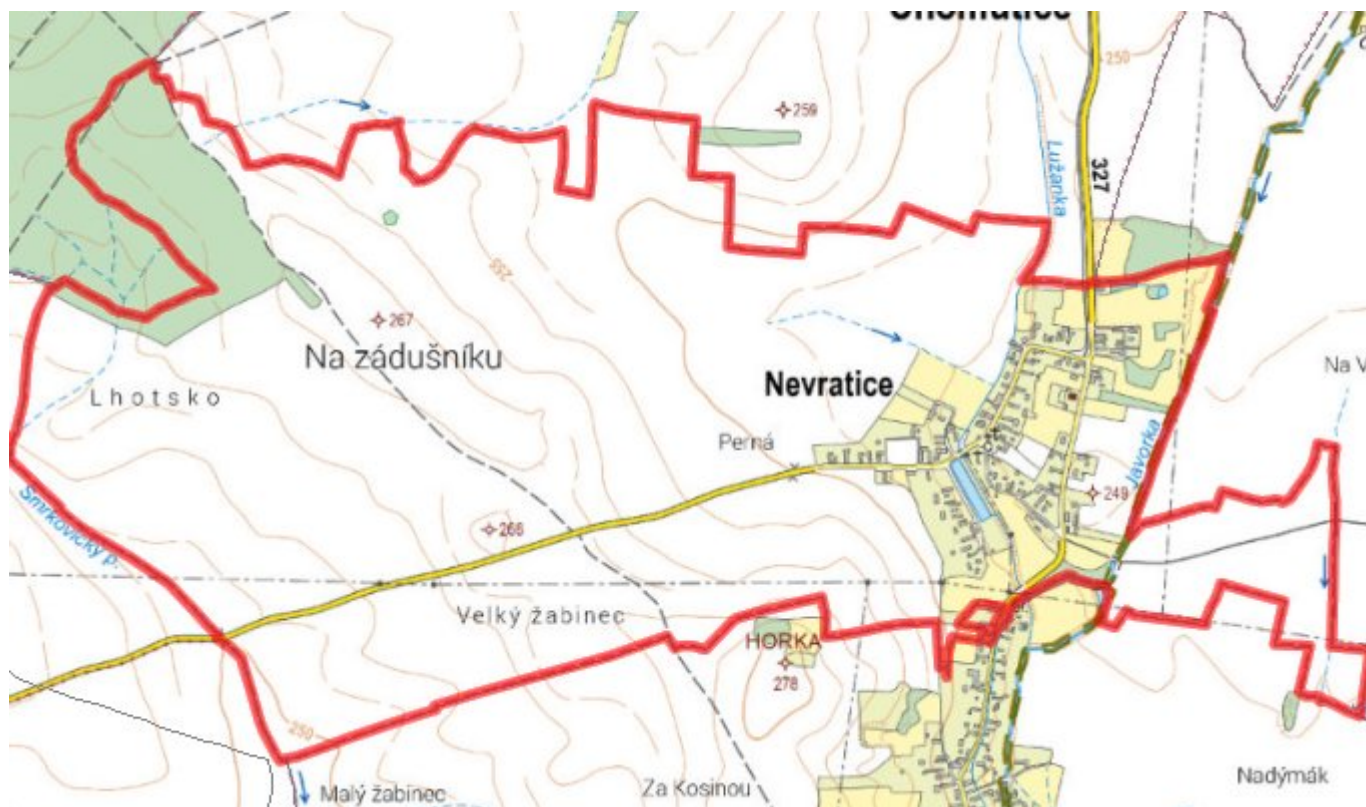 259
250
Lužanka
327
255
267
Na zádušníku
Na V
Nevratice
Lhotsko
Perná
Javorka
249
Smrkovický p.
266
Velký žabinec
HORKA
278
250
Nadýmák
Malý žabinec
Za Kosinou